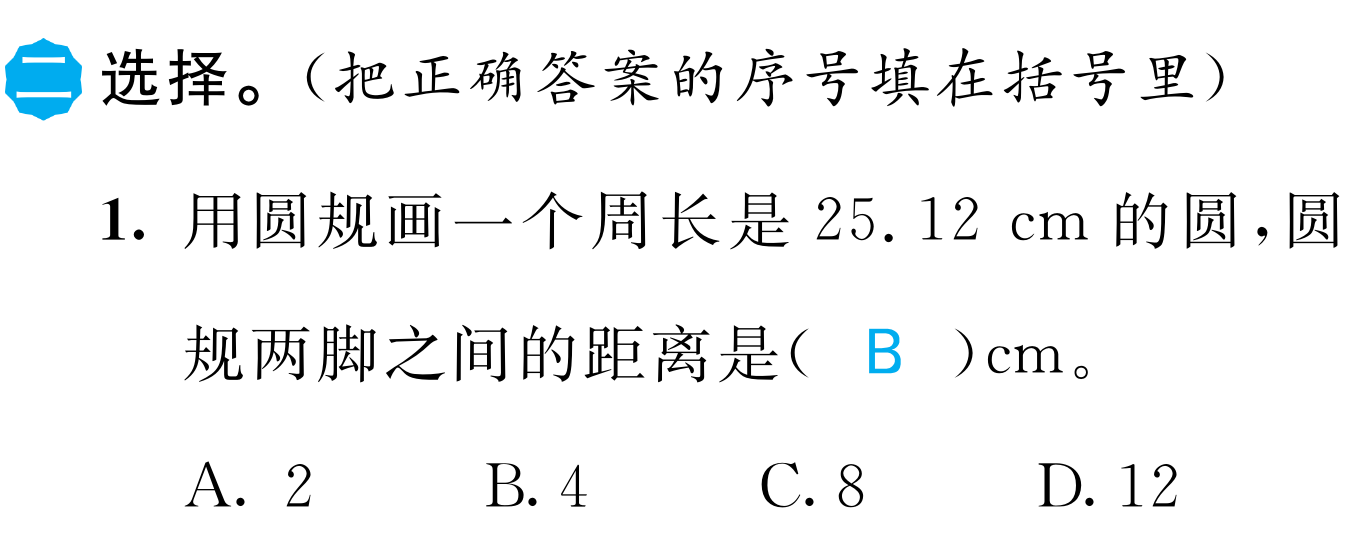 二 选择。(把正确答案的序号填在括号里)
1. 用圆规画一个周长是 25.12 cm 的圆,圆
规两脚之间的距离是( B )cm。
A. 2 B. 4 C. 8 D. 12